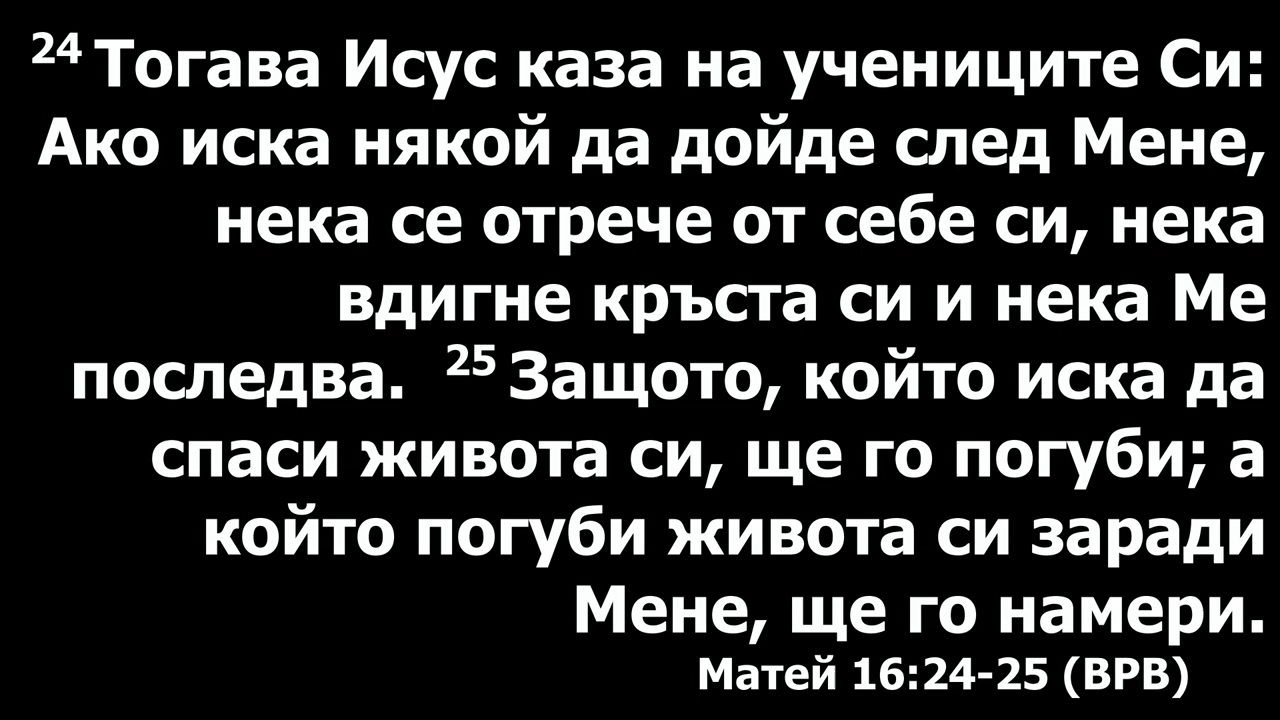 24 Тогава Исус каза на учениците Си:
Ако иска някой да дойде след Мене,
нека се отрече от себе си, нека
вдигне кръста си и нека Ме
последва. 25 Защото, който иска да
спаси живота си, ще го погуби; а
който погуби живота си заради
Мене, ще го намери.
Матей 16:24-25 (ВРВ)